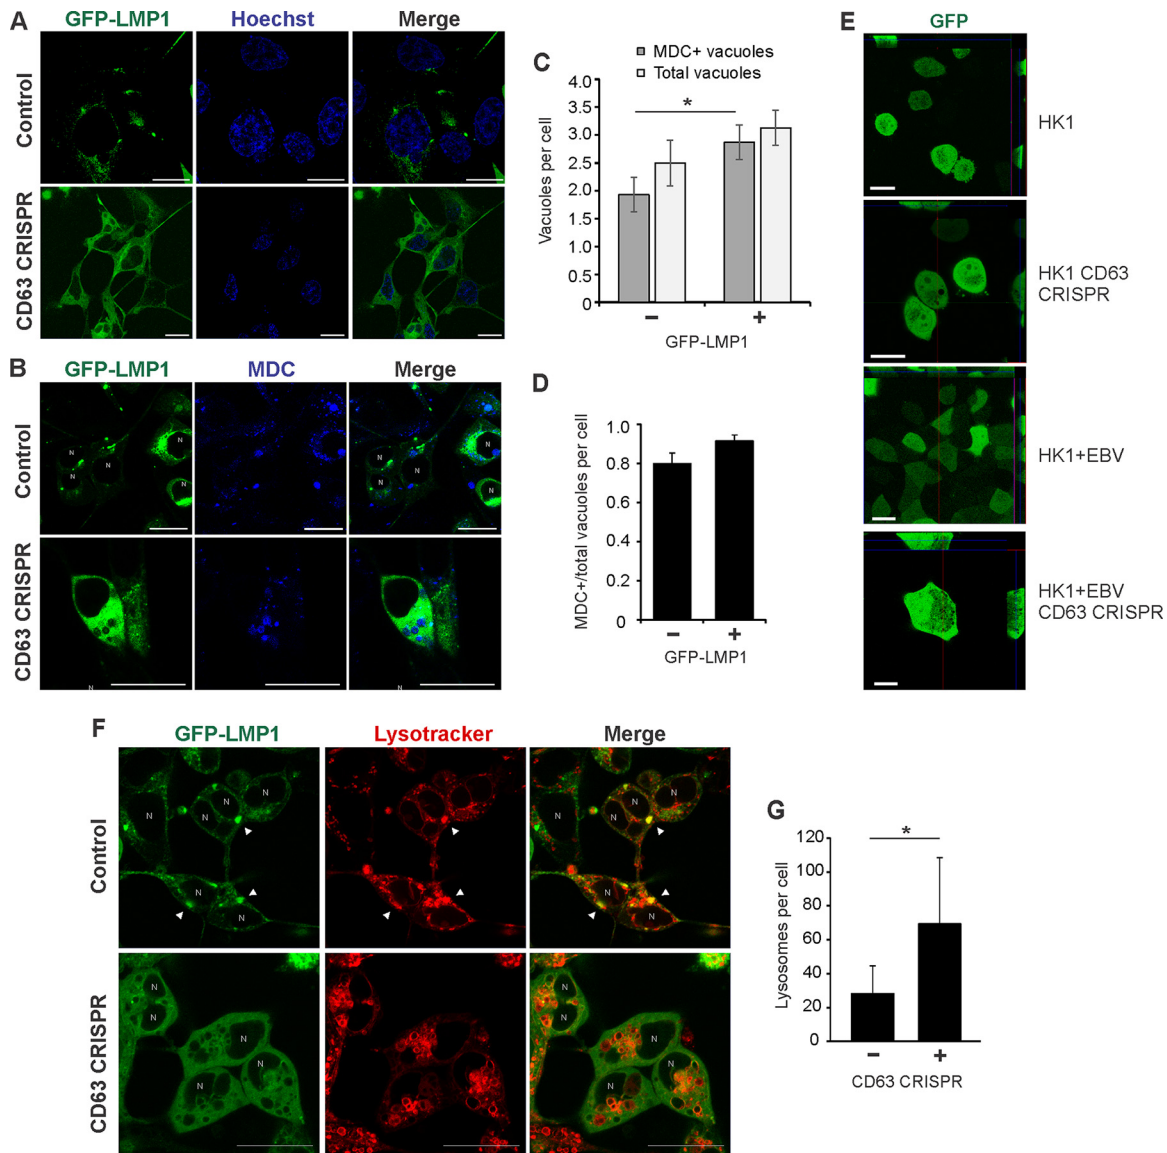 A
GFP-LMP1 Hoechst Merge
Control
CD63 CRISPR
B
GFP-LMP1 MDC Merge
Control
N N N N N
N N N N N
CD63 CRISPR
N
C
MDC+ vacuoles
Total vacuoles
Vacuoles per cell
4.0
3.5
3.0
2.5
2.0
1.5
1.0
0.5
0
*
− +
GFP-LMP1
D
MDC+/total vacuoles per cell
1.0
0.8
0.6
0.4
0.2
0
− +
GFP-LMP1
E
GFP
HK1
HK1 CD63
CRISPR
HK1+EBV
HK1+EBV
CD63 CRISPR
F
GFP-LMP1 Lysotracker Merge
Control
N N N N N
N N N N N
N N N N N
CD63 CRISPR
N N N N N
N N N N N
N N N N N
G
Lysosomes per cell
120
100
80
60
40
20
0
*
− +
CD63 CRISPR